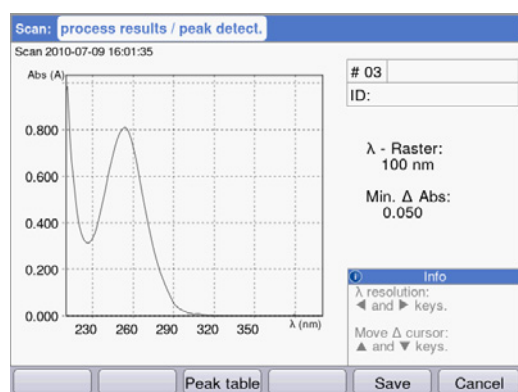 Scan: process results / peak detect.
Scan 2010-07-09 16:01:35
Abs (A)
0.800
0.600
0.400
0.200
0.000
230 260 290 320 350 λ (nm)
# 03
ID:
λ - Raster:
100 nm
Min. Δ Abs:
0.050
i Info
λ resolution:
◀ and ▶ keys.
Move Δ cursor:
▲ and ▼ keys.
Peak table
Save
Cancel